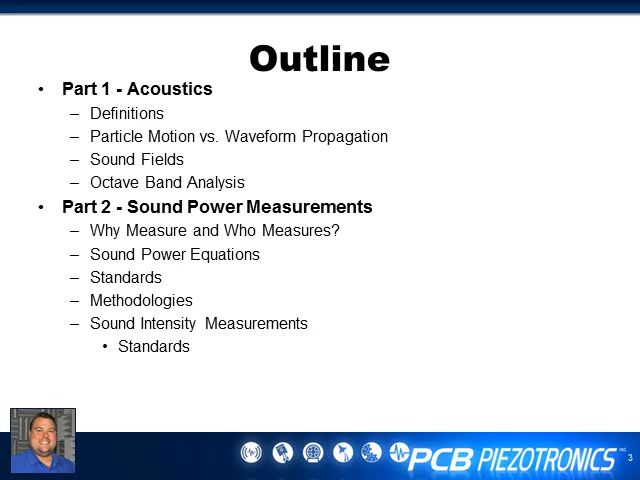 Outline
• Part 1 - Acoustics
– Definitions
– Particle Motion vs. Waveform Propagation
– Sound Fields
– Octave Band Analysis
• Part 2 - Sound Power Measurements
– Why Measure and Who Measures?
– Sound Power Equations
– Standards
– Methodologies
– Sound Intensity Measurements
• Standards
PCB PIEZOTRONICS INC.
3